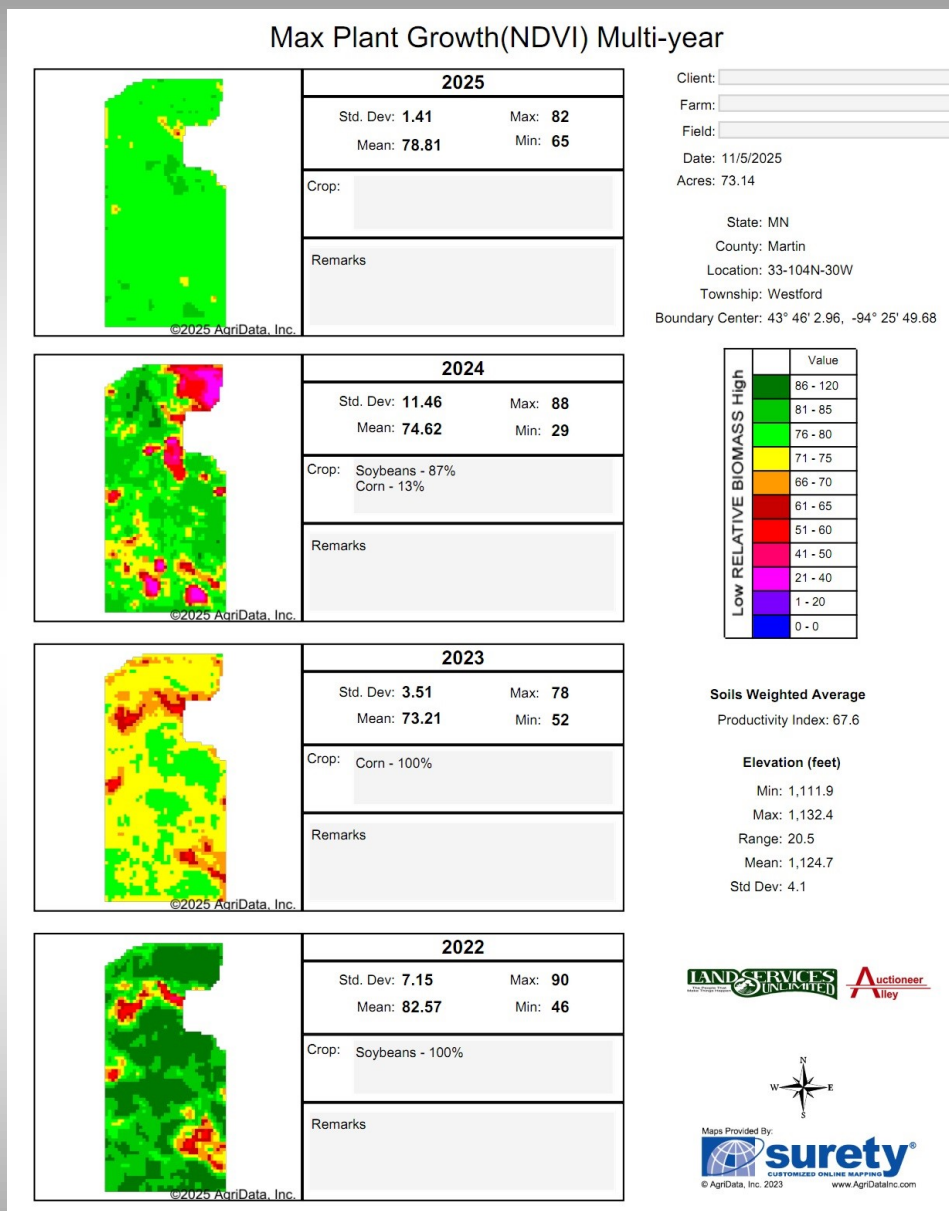 Max Plant Growth(NDVI) Multi-year
2025
Std. Dev: 1.41 Max: 82
Mean: 78.81 Min: 65
Crop:
Remarks
©2025 AgriData, Inc.
2024
Std. Dev: 11.46 Max: 88
Mean: 74.62 Min: 29
Crop: Soybeans - 87%
Corn - 13%
Remarks
©2025 AgriData, Inc.
2023
Std. Dev: 3.51 Max: 78
Mean: 73.21 Min: 52
Crop: Corn - 100%
Remarks
©2025 AgriData, Inc.
2022
Std. Dev: 7.15 Max: 90
Mean: 82.57 Min: 46
Crop: Soybeans - 100%
Remarks
©2025 AgriData, Inc.
Client:
Farm:
Field:
Date: 11/5/2025
Acres: 73.14
State: MN
County: Martin
Location: 33-104N-30W
Township: Westford
Boundary Center: 43° 46' 2.96, -94° 25' 49.68
Low RELATIVE BIOMASS High
Value
86 - 120
81 - 85
76 - 80
71 - 75
66 - 70
61 - 65
51 - 60
41 - 50
21 - 40
1 - 20
0 - 0
Soils Weighted Average
Productivity Index: 67.6
Elevation (feet)
Min: 1,111.9
Max: 1,132.4
Range: 20.5
Mean: 1,124.7
Std Dev: 4.1
LAND SERVICES
UNLIMITED
The People That
Make Things Happen
Auctioneer
Alley
N
W E
S
Maps Provided By:
surety®
CUSTOMIZED ONLINE MAPPING
© AgriData, Inc. 2023 www.AgriDataInc.com